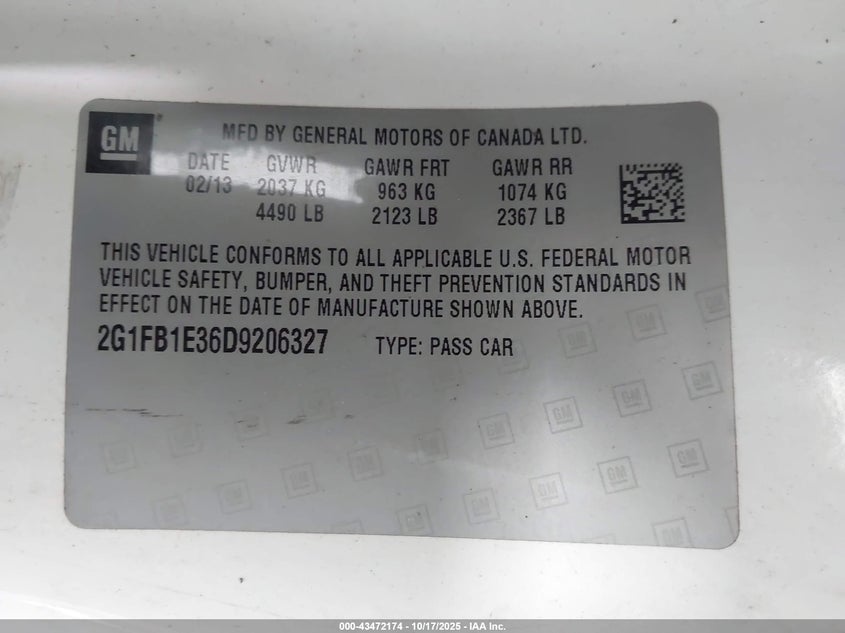 GM
MFD BY GENERAL MOTORS OF CANADA LTD.
DATE GVWR GAWR FRT GAWR RR
02/13 2037 KG 963 KG 1074 KG
4490 LB 2123 LB 2367 LB
THIS VEHICLE CONFORMS TO ALL APPLICABLE U.S. FEDERAL MOTOR
VEHICLE SAFETY, BUMPER, AND THEFT PREVENTION STANDARDS IN
EFFECT ON THE DATE OF MANUFACTURE SHOWN ABOVE.
2G1FB1E36D9206327 TYPE: PASS CAR
000-43472174 | 10/17/2025 - IAA Inc.